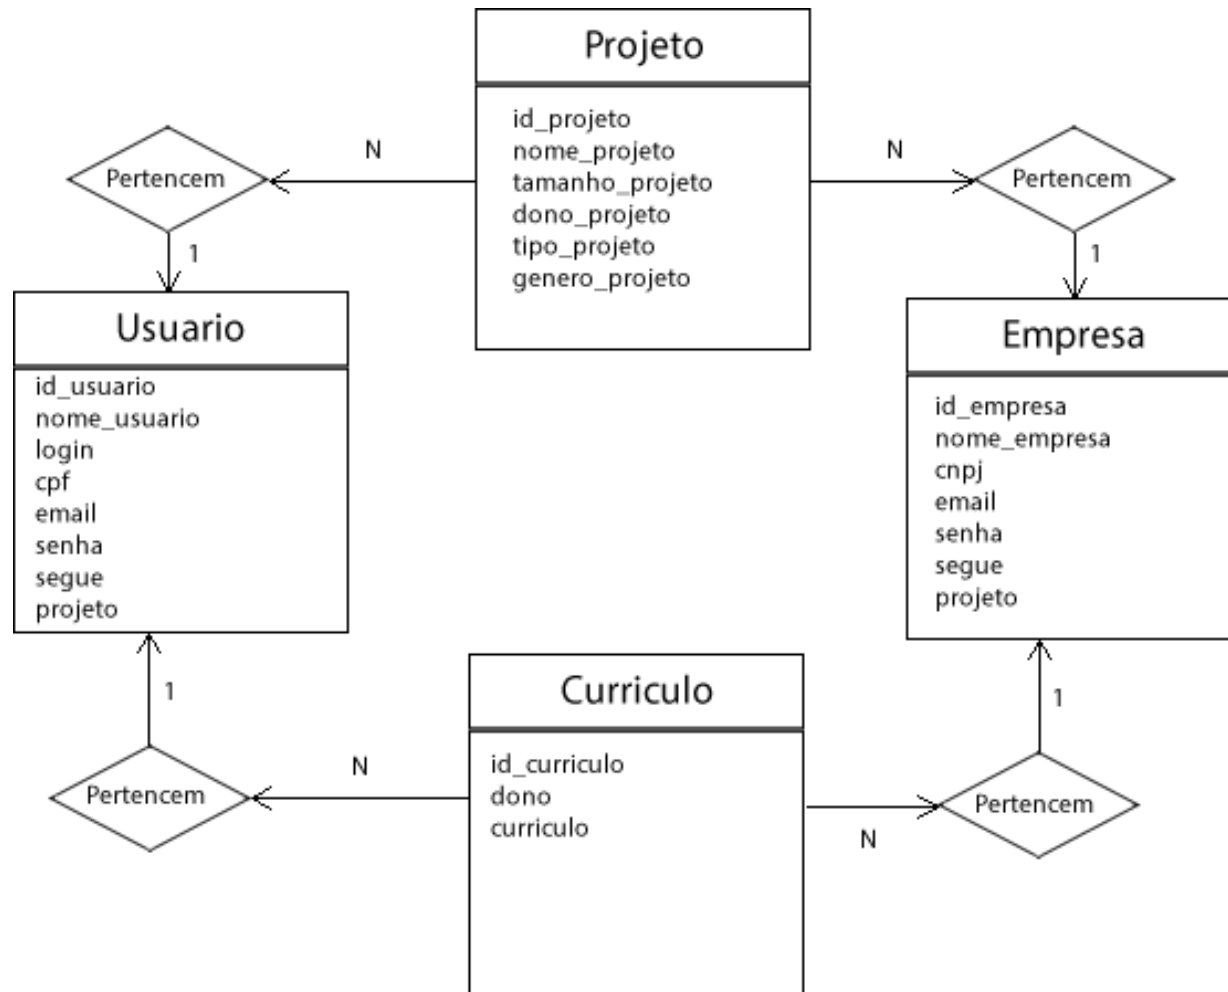 Projeto
id_projeto
nome_projeto
tamanho_projeto
dono_projeto
tipo_projeto
genero_projeto
N
N
Pertencem
Pertencem
1
1
Usuario
id_usuario
nome_usuario
login
cpf
email
senha
segue
projeto
Empresa
id_empresa
nome_empresa
cnpj
email
senha
segue
projeto
1
1
Curriculo
id_curriculo
dono
curriculo
N
N
Pertencem
Pertencem